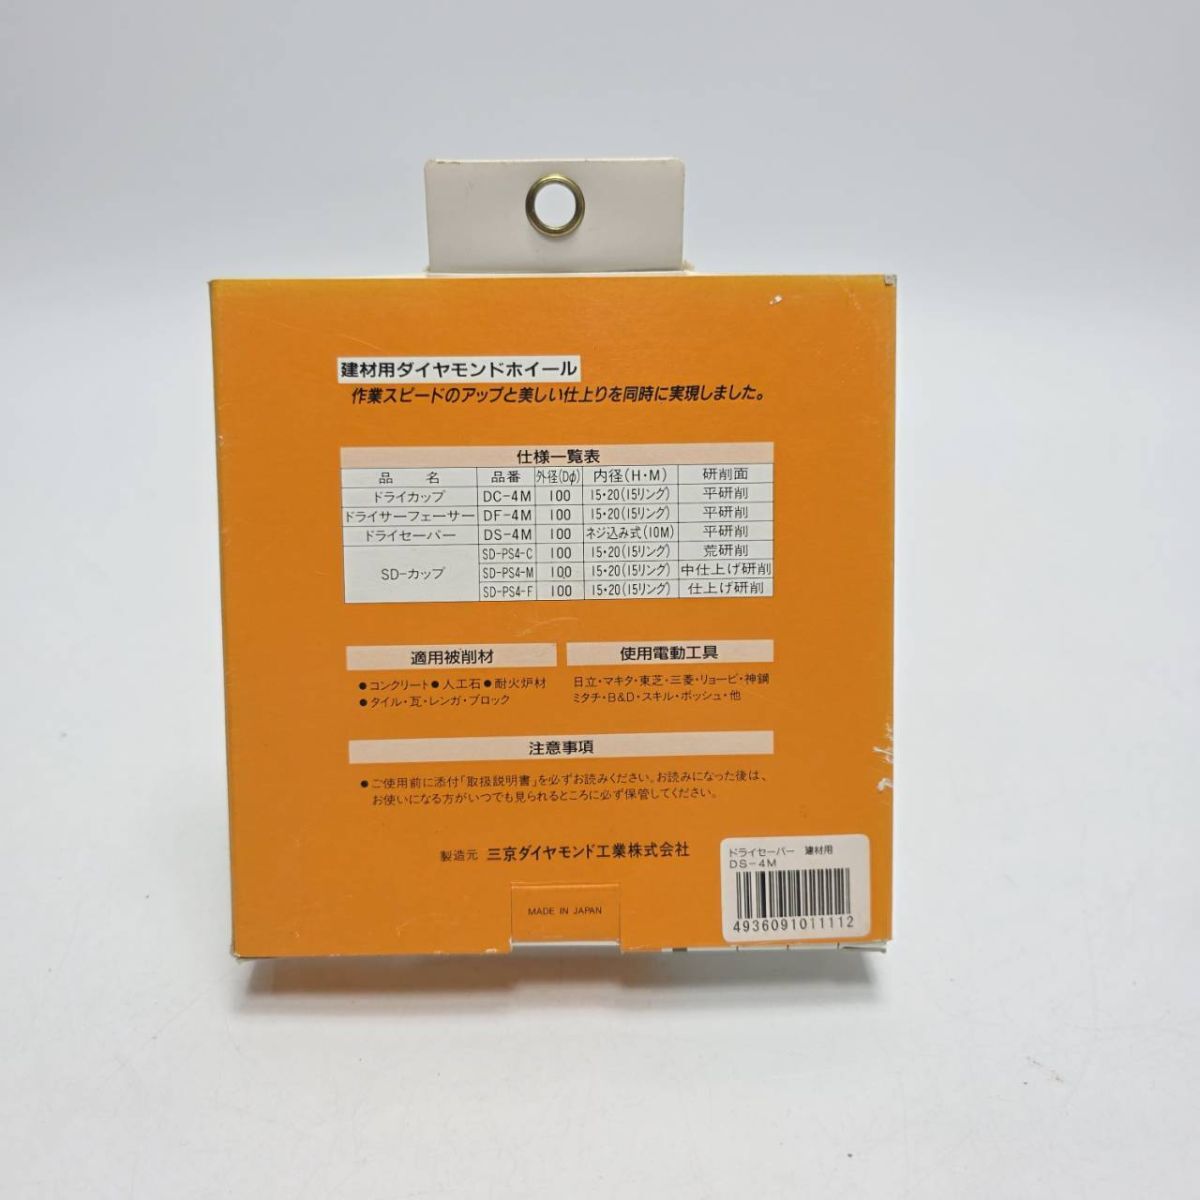 建材用ダイヤモンドホイール
作業スピードのアップと美しい仕上りを同時に実現しました。
仕様一覧表
品 名 品番 外径(Dφ) 内径(H・M) 研削面
ドライカップ DC-4M 100 15・20(15リング) 平研削
ドライサーフェーサー DF-4M 100 15・20(15リング) 平研削
ドライセーバー DS-4M 100 ネジ込み式(10M) 平研削
SD-カップ SD-PS4-C 100 15・20(15リング) 荒研削
SD-PS4-M 100 15・20(15リング) 中仕上げ研削
SD-PS4-F 100 15・20(15リング) 仕上げ研削
適用被削材
●コンクリート●人工石●耐火炉材
●タイル・瓦・レンガ・ブロック
使用電動工具
日立・マキタ・東芝・三菱・リョービ・神鋼
ミタチ・B&D・スキル・ボッシュ・他
注意事項
●ご使用前に添付「取扱説明書」を必ずお読みください。お読みになった後は、
お使いになる方がいつでも見られるところに必ず保管してください。
製造元 三京ダイヤモンド工業株式会社
MADE IN JAPAN
ドライセーバー 建材用
DS-4M
4936091011112